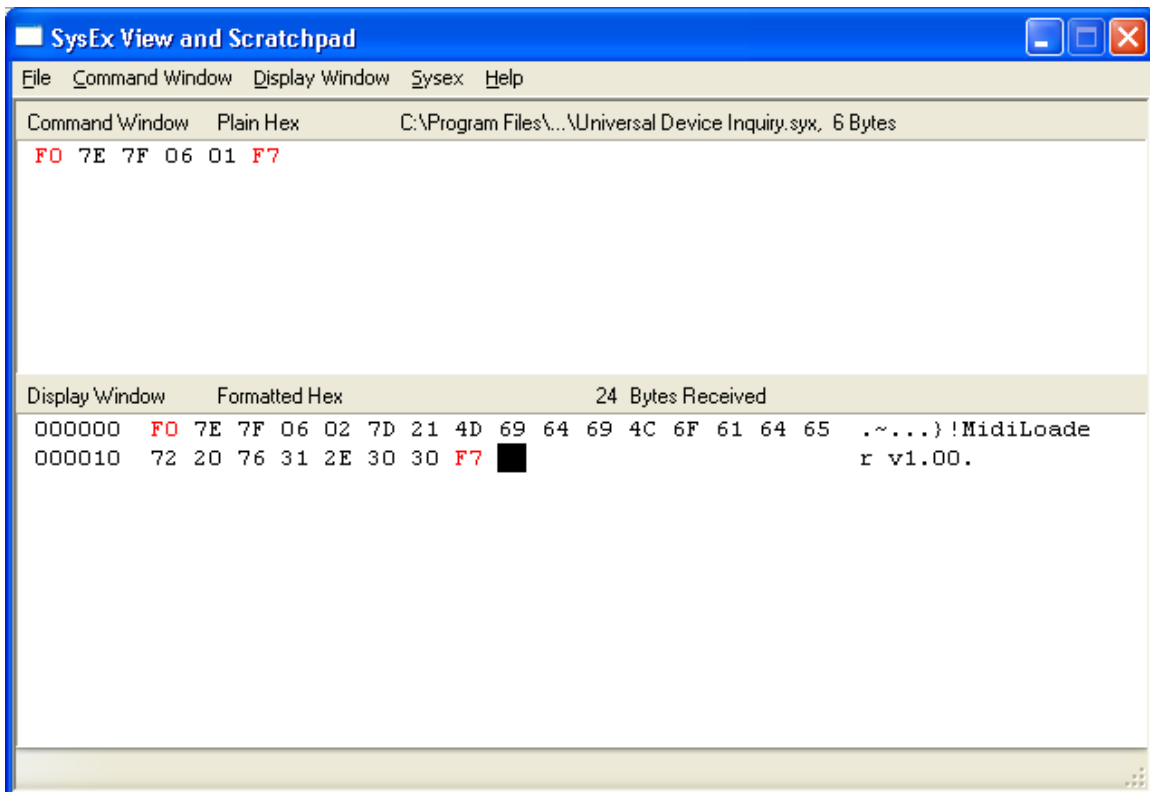 SysEx View and Scratchpad
File Command Window Display Window Sysex Help
Command Window Plain Hex C:\Program Files\...\Universal Device Inquiry.syx, 6 Bytes
F0 7E 7F 06 01 F7
Display Window Formatted Hex 24 Bytes Received
000000 F0 7E 7F 06 02 7D 21 4D 69 64 69 4C 6F 61 64 65 .~...}!MidiLoade
000010 72 20 76 31 2E 30 30 F7 r v1.00.